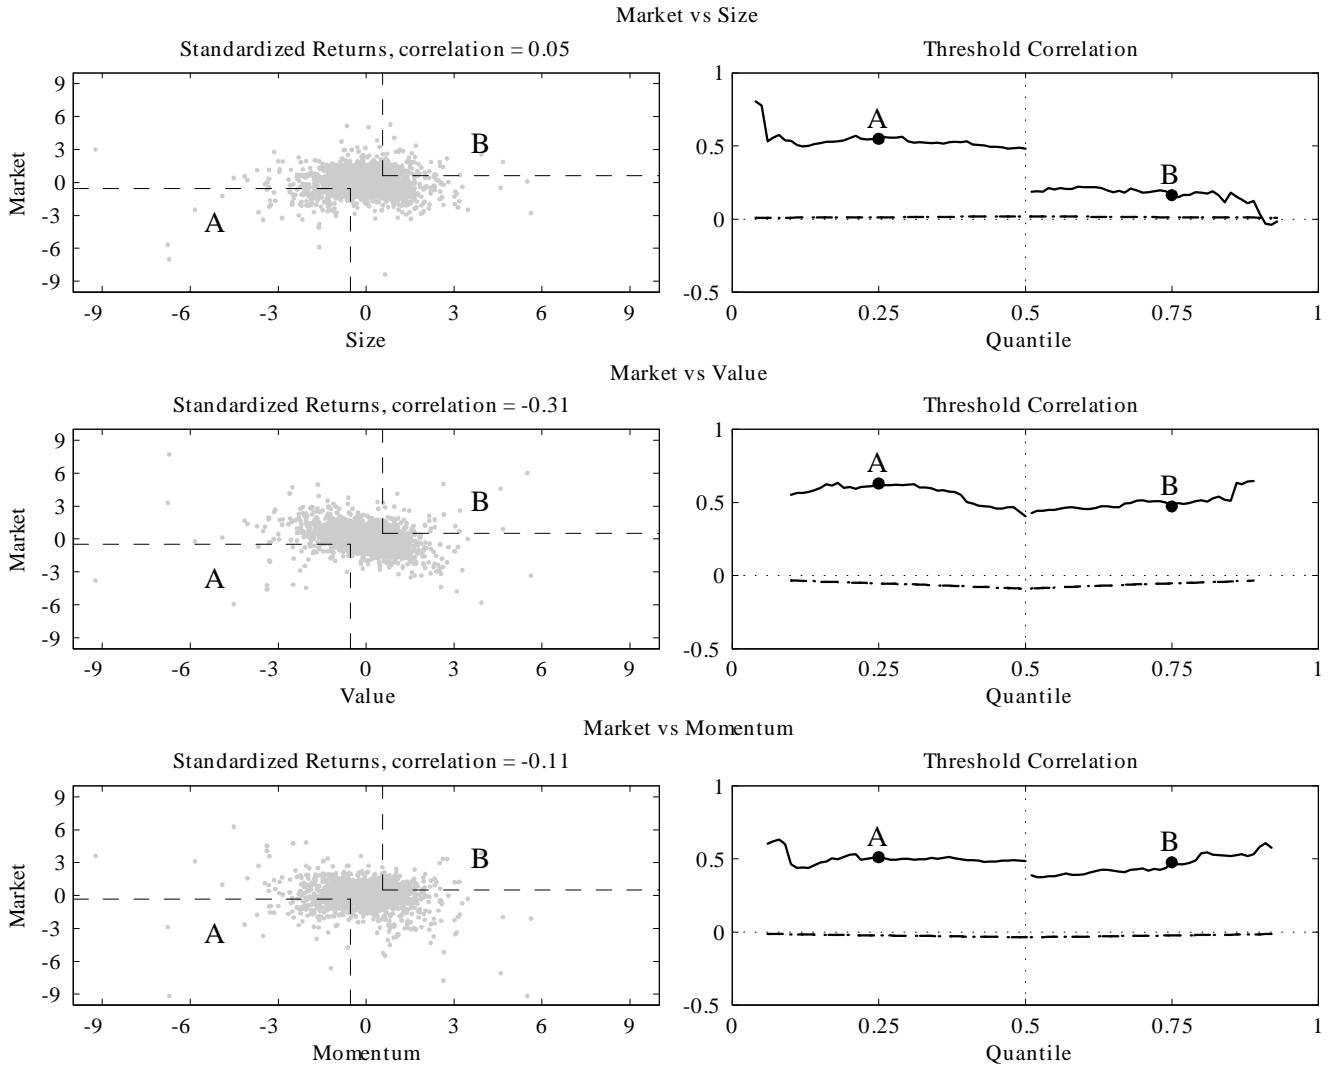 Market vs Size
Standardized Returns, correlation = 0.05
Threshold Correlation
9
6
3
0
-3
-6
-9
Market
A
B
-9 -6 -3 0 3 6 9
Size
1
0.5
0
-0.5
A
B
0 0.25 0.5 0.75 1
Quantile
Market vs Value
Standardized Returns, correlation = -0.31
Threshold Correlation
9
6
3
0
-3
-6
-9
Market
A
B
-9 -6 -3 0 3 6 9
Value
1
0.5
0
-0.5
A
B
0 0.25 0.5 0.75 1
Quantile
Market vs Momentum
Standardized Returns, correlation = -0.11
Threshold Correlation
9
6
3
0
-3
-6
-9
Market
A
B
-9 -6 -3 0 3 6 9
Momentum
1
0.5
0
-0.5
A
B
0 0.25 0.5 0.75 1
Quantile